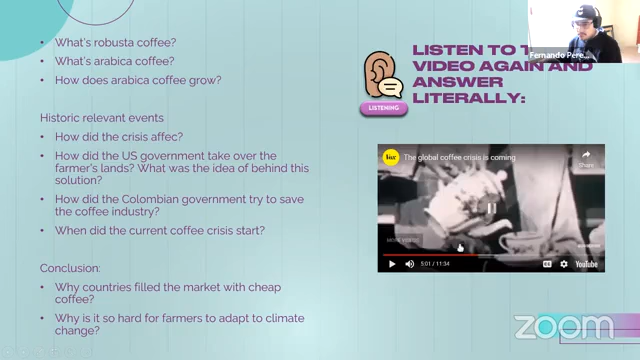 What's robusta coffee?
What's arabica coffee?
How does arabica coffee grow?
Historic relevant events
How did the crisis affec?
How did the US government take over the
farmer's lands? What was the idea of behind this
solution?
How did the Colombian government try to save
the coffee industry?
When did the current coffee crisis start?
Conclusion:
Why countries filled the market with cheap
coffee?
Why is it so hard for farmers to adapt to climate
change?
Fernando Pere...
LISTEN TO T
VIDEO AGAIN AND
ANSWER
LITERALLY:
LISTENING
Vox
The global coffee crisis is coming
Share
MORE VIDEOS
5:01 / 11:34
CC
YouTube
zoom